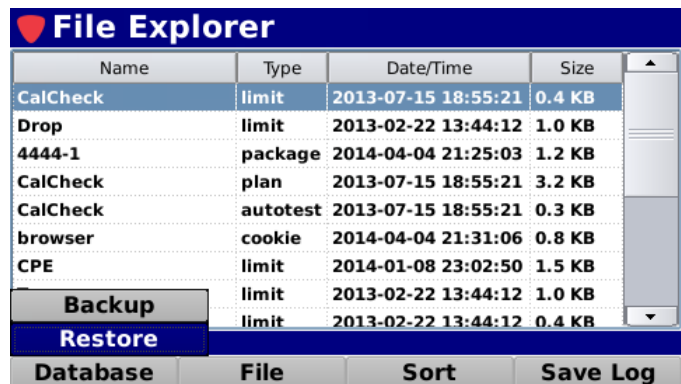 File Explorer
Name Type Date/Time Size
CalCheck limit 2013-07-15 18:55:21 0.4 KB
Drop limit 2013-02-22 13:44:12 1.0 KB
4444-1 package 2014-04-04 21:25:03 1.2 KB
CalCheck plan 2013-07-15 18:55:21 3.2 KB
CalCheck autotest 2013-07-15 18:55:21 0.3 KB
browser cookie 2014-04-04 21:31:06 0.8 KB
CPE limit 2014-01-08 23:02:50 1.5 KB
limit 2013-02-22 13:44:12 1.0 KB
Backup
limit 2013-02-22 13:44:12 0.4 KB
Restore
Database File Sort Save Log